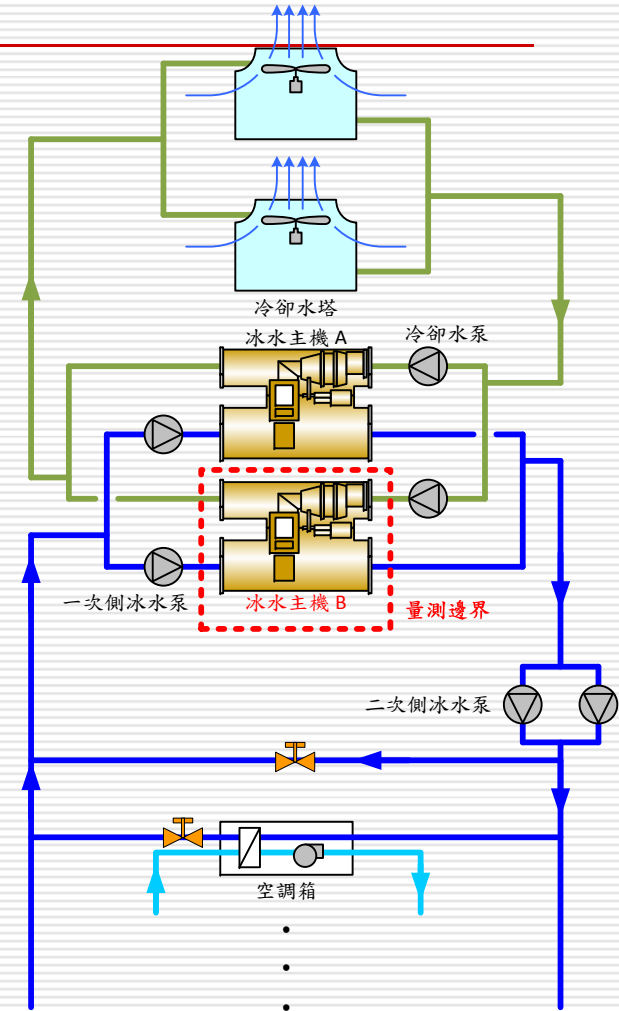 冷卻水塔
冰水主機 A
冷卻水泵
一次側冰水泵
冰水主機 B
量測邊界
二次側冰水泵
空調箱